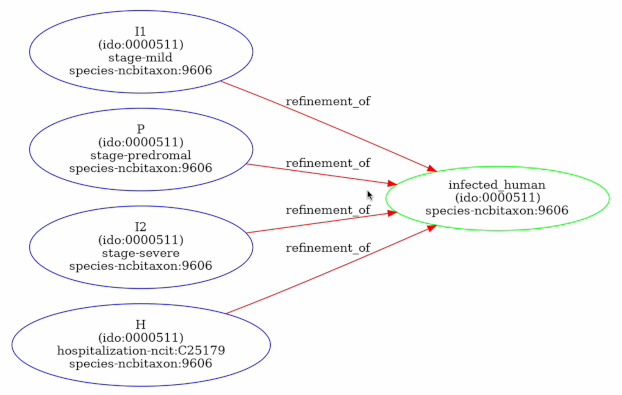 I1
(ido:0000511)
stage-mild
species-ncbitaxon:9606
refinement_of
P
(ido:0000511)
stage-predromal
species-ncbitaxon:9606
refinement_of
infected_human
(ido:0000511)
species-ncbitaxon:9606
refinement_of
I2
(ido:0000511)
stage-severe
species-ncbitaxon:9606
refinement_of
H
(ido:0000511)
hospitalization-ncit:C25179
species-ncbitaxon:9606